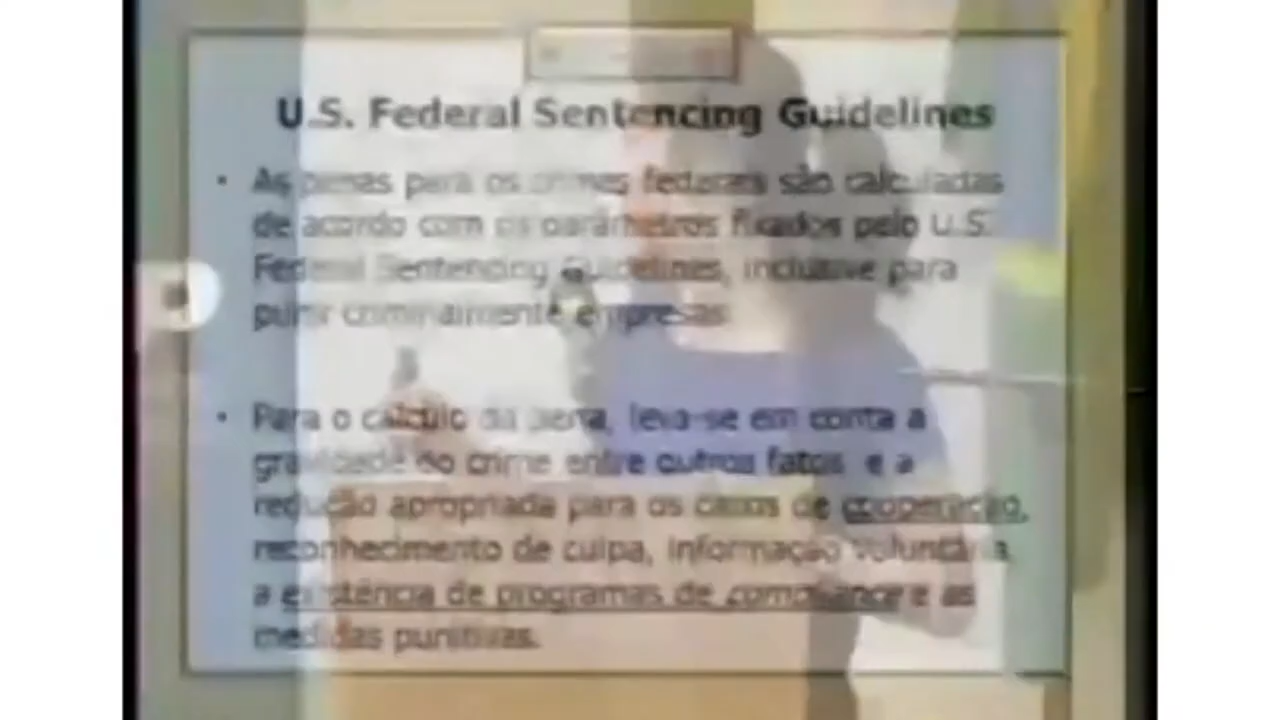 U.S. Federal Sentencing Guidelines
• As penas para os crimes federais são calculadas
de acordo com os parâmetros fixados pelo U.S.
Federal Sentencing Guidelines, inclusive para
punir criminalmente empresas
• Para o cálculo da pena, leva-se em conta a
gravidade do crime entre outros fatos e a
redução apropriada para os casos de cooperação,
reconhecimento de culpa, informação voluntária,
a existência de programas de compliance e as
medidas punitivas.